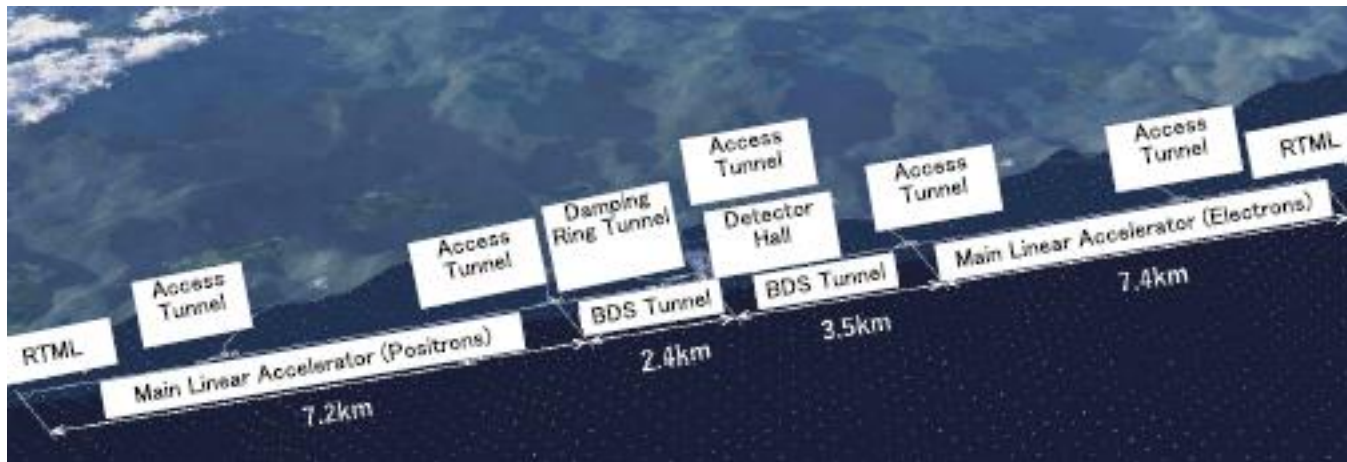 RTML
Access
Tunnel
Main Linear Accelerator (Positrons)
7.2km
Access
Tunnel
Damping
Ring Tunnel
BDS Tunnel
2.4km
Access
Tunnel
Detector
Hall
BDS Tunnel
3.5km
Access
Tunnel
Main Linear Accelerator (Electrons)
7.4km
Access
Tunnel
RTML